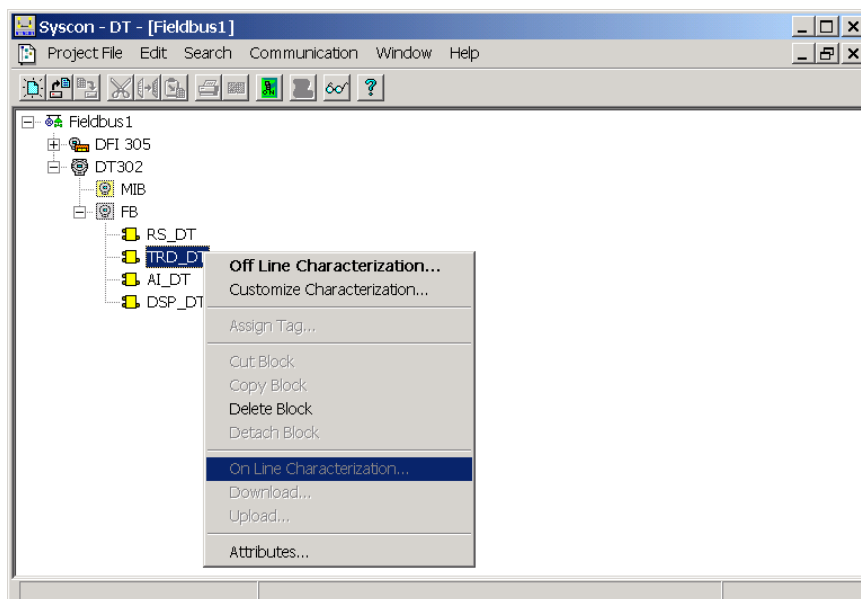 Syscon - DT - [Fieldbus1]
Project File Edit Search Communication Window Help
Fieldbus1
DFI 305
DT302
MIB
FB
RS_DT
TRD_DT
AI_DT
DSP_DT
Off Line Characterization...
Customize Characterization...
Assign Tag...
Cut Block
Copy Block
Delete Block
Detach Block
On Line Characterization...
Download...
Upload...
Attributes...